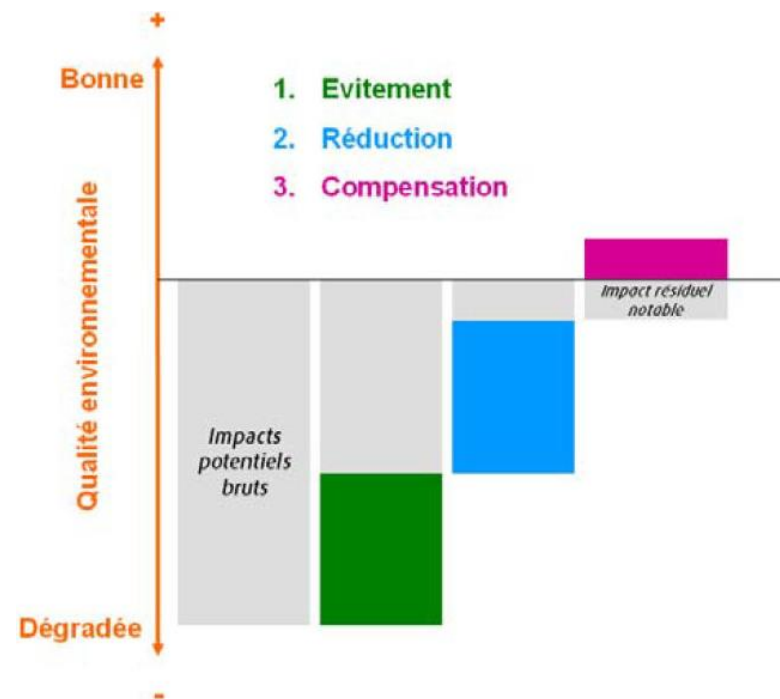 +
Bonne
1. Evitement
2. Réduction
3. Compensation
Qualité environnementale
Impact résiduel
notable
Impacts
potentiels
bruts
Dégradée
-